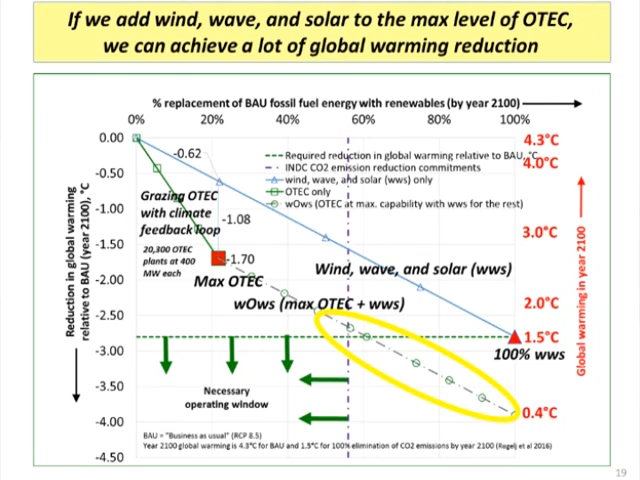 If we add wind, wave, and solar to the max level of OTEC,
we can achieve a lot of global warming reduction
% replacement of BAU fossil fuel energy with renewables (by year 2100)
0% 20% 40% 60% 80% 100%
0.00
-0.50
-1.00
-1.50
-2.00
-2.50
-3.00
-3.50
-4.00
-4.50
Reduction in global warming
relative to BAU (year 2100), °C
4.3°C
4.0°C
3.0°C
2.0°C
1.5°C
0.4°C
Global warming in year 2100
Required reduction in global warming relative to BAU, °C
INDC CO2 emission reduction commitments
wind, wave, and solar (wws) only
OTEC only
wOws (OTEC at max. capability with wws for the rest)
-0.62
-1.08
-1.70
Grazing OTEC
with climate
feedback loop
20,300 OTEC
plants at 400
MW each
Max OTEC
Wind, wave, and solar (wws)
wOws (max OTEC + wws)
100% wws
Necessary
operating window
BAU = "Business as usual" (RCP 8.5)
Year 2100 global warming is 4.3°C for BAU and 1.5°C for 100% elimination of CO2 emissions by year 2100 (Rogelj et al 2016)
19